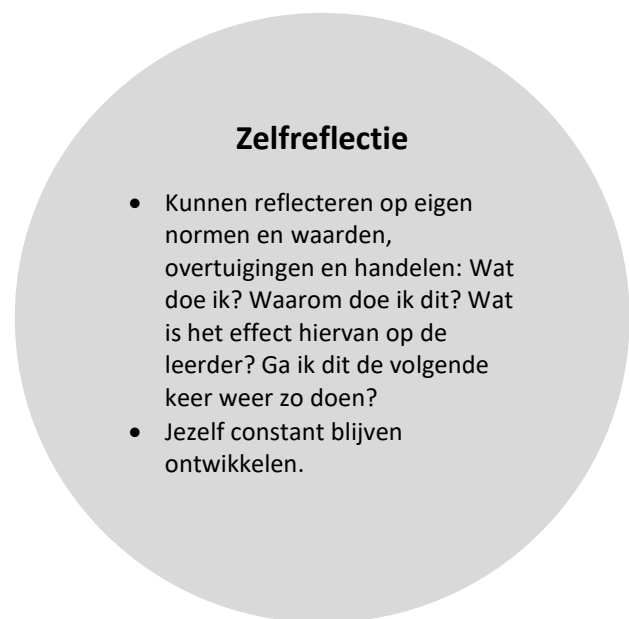 Zelfreflectie
• Kunnen reflecteren op eigen
normen en waarden,
overtuigingen en handelen: Wat
doe ik? Waarom doe ik dit? Wat
is het effect hiervan op de
leerder? Ga ik dit de volgende
keer weer zo doen?
• Jezelf constant blijven
ontwikkelen.